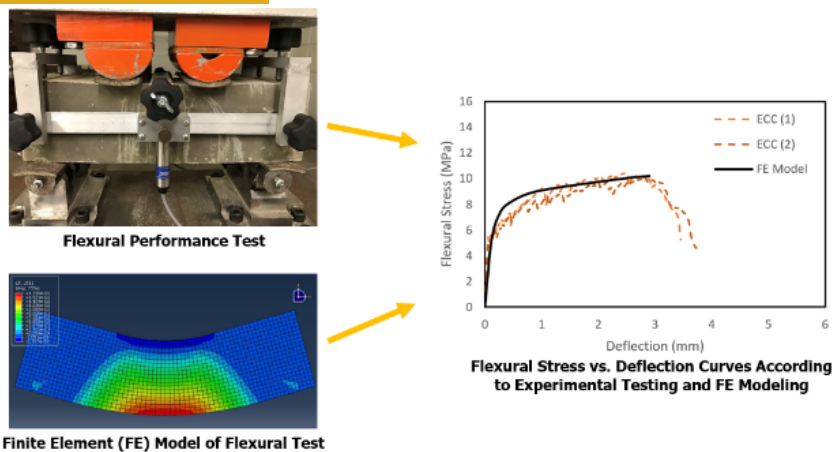 Flexural Performance Test
Finite Element (FE) Model of Flexural Test
Flexural Stress (MPa)
16
14
12
10
8
6
4
2
0
ECC (1)
ECC (2)
FE Model
0 1 2 3 4 5 6
Deflection (mm)
Flexural Stress vs. Deflection Curves According
to Experimental Testing and FE Modeling